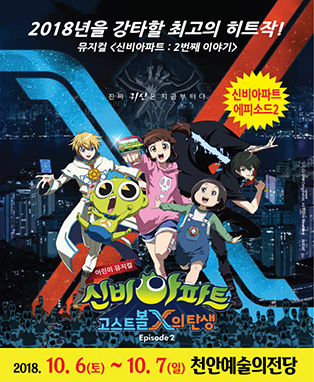 2018년을 강타할 최고의 히트작!
뮤지컬 <신비아파트 : 2번째 이야기>
진짜 귀신은 지금부터다.
신비아파트
에피소드2
어린이 뮤지컬
신비아파트
고스트볼X의 탄생
Episode 2
2018. 10. 6(토) ~ 10. 7(일) 천안예술의전당